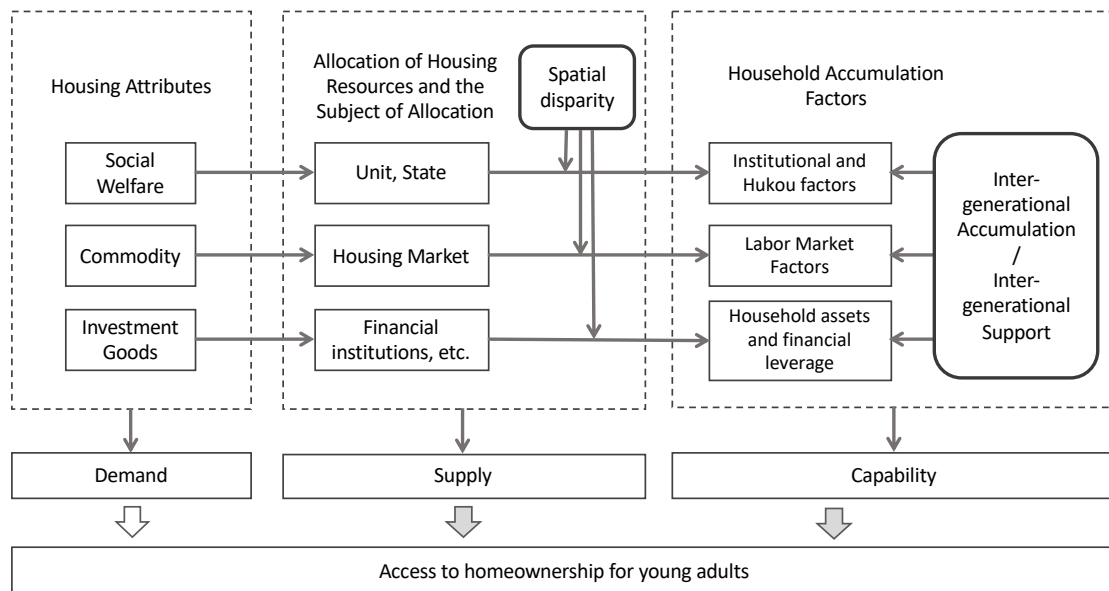 Housing Attributes
Allocation of Housing
Resources and the
Subject of Allocation
Spatial
disparity
Household Accumulation
Factors
Social
Welfare
Unit, State
Institutional and
Hukou factors
Commodity
Housing Market
Labor Market
Factors
Investment
Goods
Financial
institutions, etc.
Household assets
and financial
leverage
Inter-
generational
Accumulation
/
Inter-
generational
Support
Demand
Supply
Capability
Access to homeownership for young adults